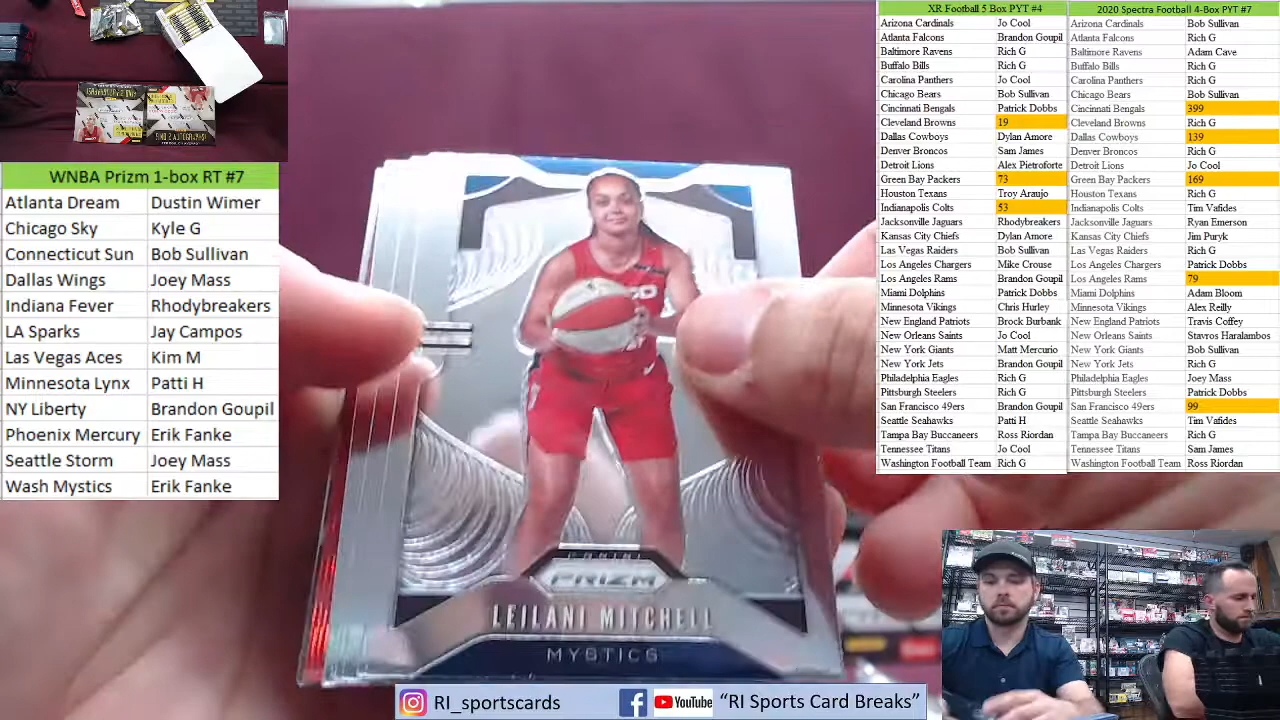 WNBA Prizm 1-box RT #7
Atlanta Dream Dustin Wimer
Chicago Sky Kyle G
Connecticut Sun Bob Sullivan
Dallas Wings Joey Mass
Indiana Fever Rhodybreakers
LA Sparks Jay Campos
Las Vegas Aces Kim M
Minnesota Lynx Patti H
NY Liberty Brandon Goupil
Phoenix Mercury Erik Fanke
Seattle Storm Joey Mass
Wash Mystics Erik Fanke
PANINI
PRIZM
LEILANI MITCHELL
MYSTICS
XR Football 5 Box PYT #4
Arizona Cardinals Jo Cool
Atlanta Falcons Brandon Goupil
Baltimore Ravens Rich G
Buffalo Bills Rich G
Carolina Panthers Jo Cool
Chicago Bears Bob Sullivan
Cincinnati Bengals Patrick Dobbs
Cleveland Browns 19
Dallas Cowboys Dylan Amore
Denver Broncos Sam James
Detroit Lions Alex Pietroforte
Green Bay Packers 73
Houston Texans Troy Araujo
Indianapolis Colts 53
Jacksonville Jaguars Rhodybreakers
Kansas City Chiefs Dylan Amore
Las Vegas Raiders Bob Sullivan
Los Angeles Chargers Mike Crouse
Los Angeles Rams Brandon Goupil
Miami Dolphins Patrick Dobbs
Minnesota Vikings Chris Hurley
New England Patriots Brock Burbank
New Orleans Saints Jo Cool
New York Giants Matt Mercurio
New York Jets Brandon Goupil
Philadelphia Eagles Rich G
Pittsburgh Steelers Rich G
San Francisco 49ers Brandon Goupil
Seattle Seahawks Patti H
Tampa Bay Buccaneers Ross Riordan
Tennessee Titans Jo Cool
Washington Football Team Rich G
2020 Spectra Football 4-Box PYT #7
Arizona Cardinals Bob Sullivan
Atlanta Falcons Rich G
Baltimore Ravens Adam Cave
Buffalo Bills Rich G
Carolina Panthers Rich G
Chicago Bears Bob Sullivan
Cincinnati Bengals 399
Cleveland Browns Rich G
Dallas Cowboys 139
Denver Broncos Rich G
Detroit Lions Jo Cool
Green Bay Packers 169
Houston Texans Rich G
Indianapolis Colts Tim Vafides
Jacksonville Jaguars Ryan Emerson
Kansas City Chiefs Jim Puryk
Las Vegas Raiders Rich G
Los Angeles Chargers Patrick Dobbs
Los Angeles Rams 79
Miami Dolphins Adam Bloom
Minnesota Vikings Alex Reilly
New England Patriots Travis Coffey
New Orleans Saints Stavros Haralambos
New York Giants Bob Sullivan
New York Jets Rich G
Philadelphia Eagles Joey Mass
Pittsburgh Steelers Patrick Dobbs
San Francisco 49ers 99
Seattle Seahawks Tim Vafides
Tampa Bay Buccaneers Rich G
Tennessee Titans Sam James
Washington Football Team Ross Riordan
RI_sportscards YouTube "RI Sports Card Breaks"